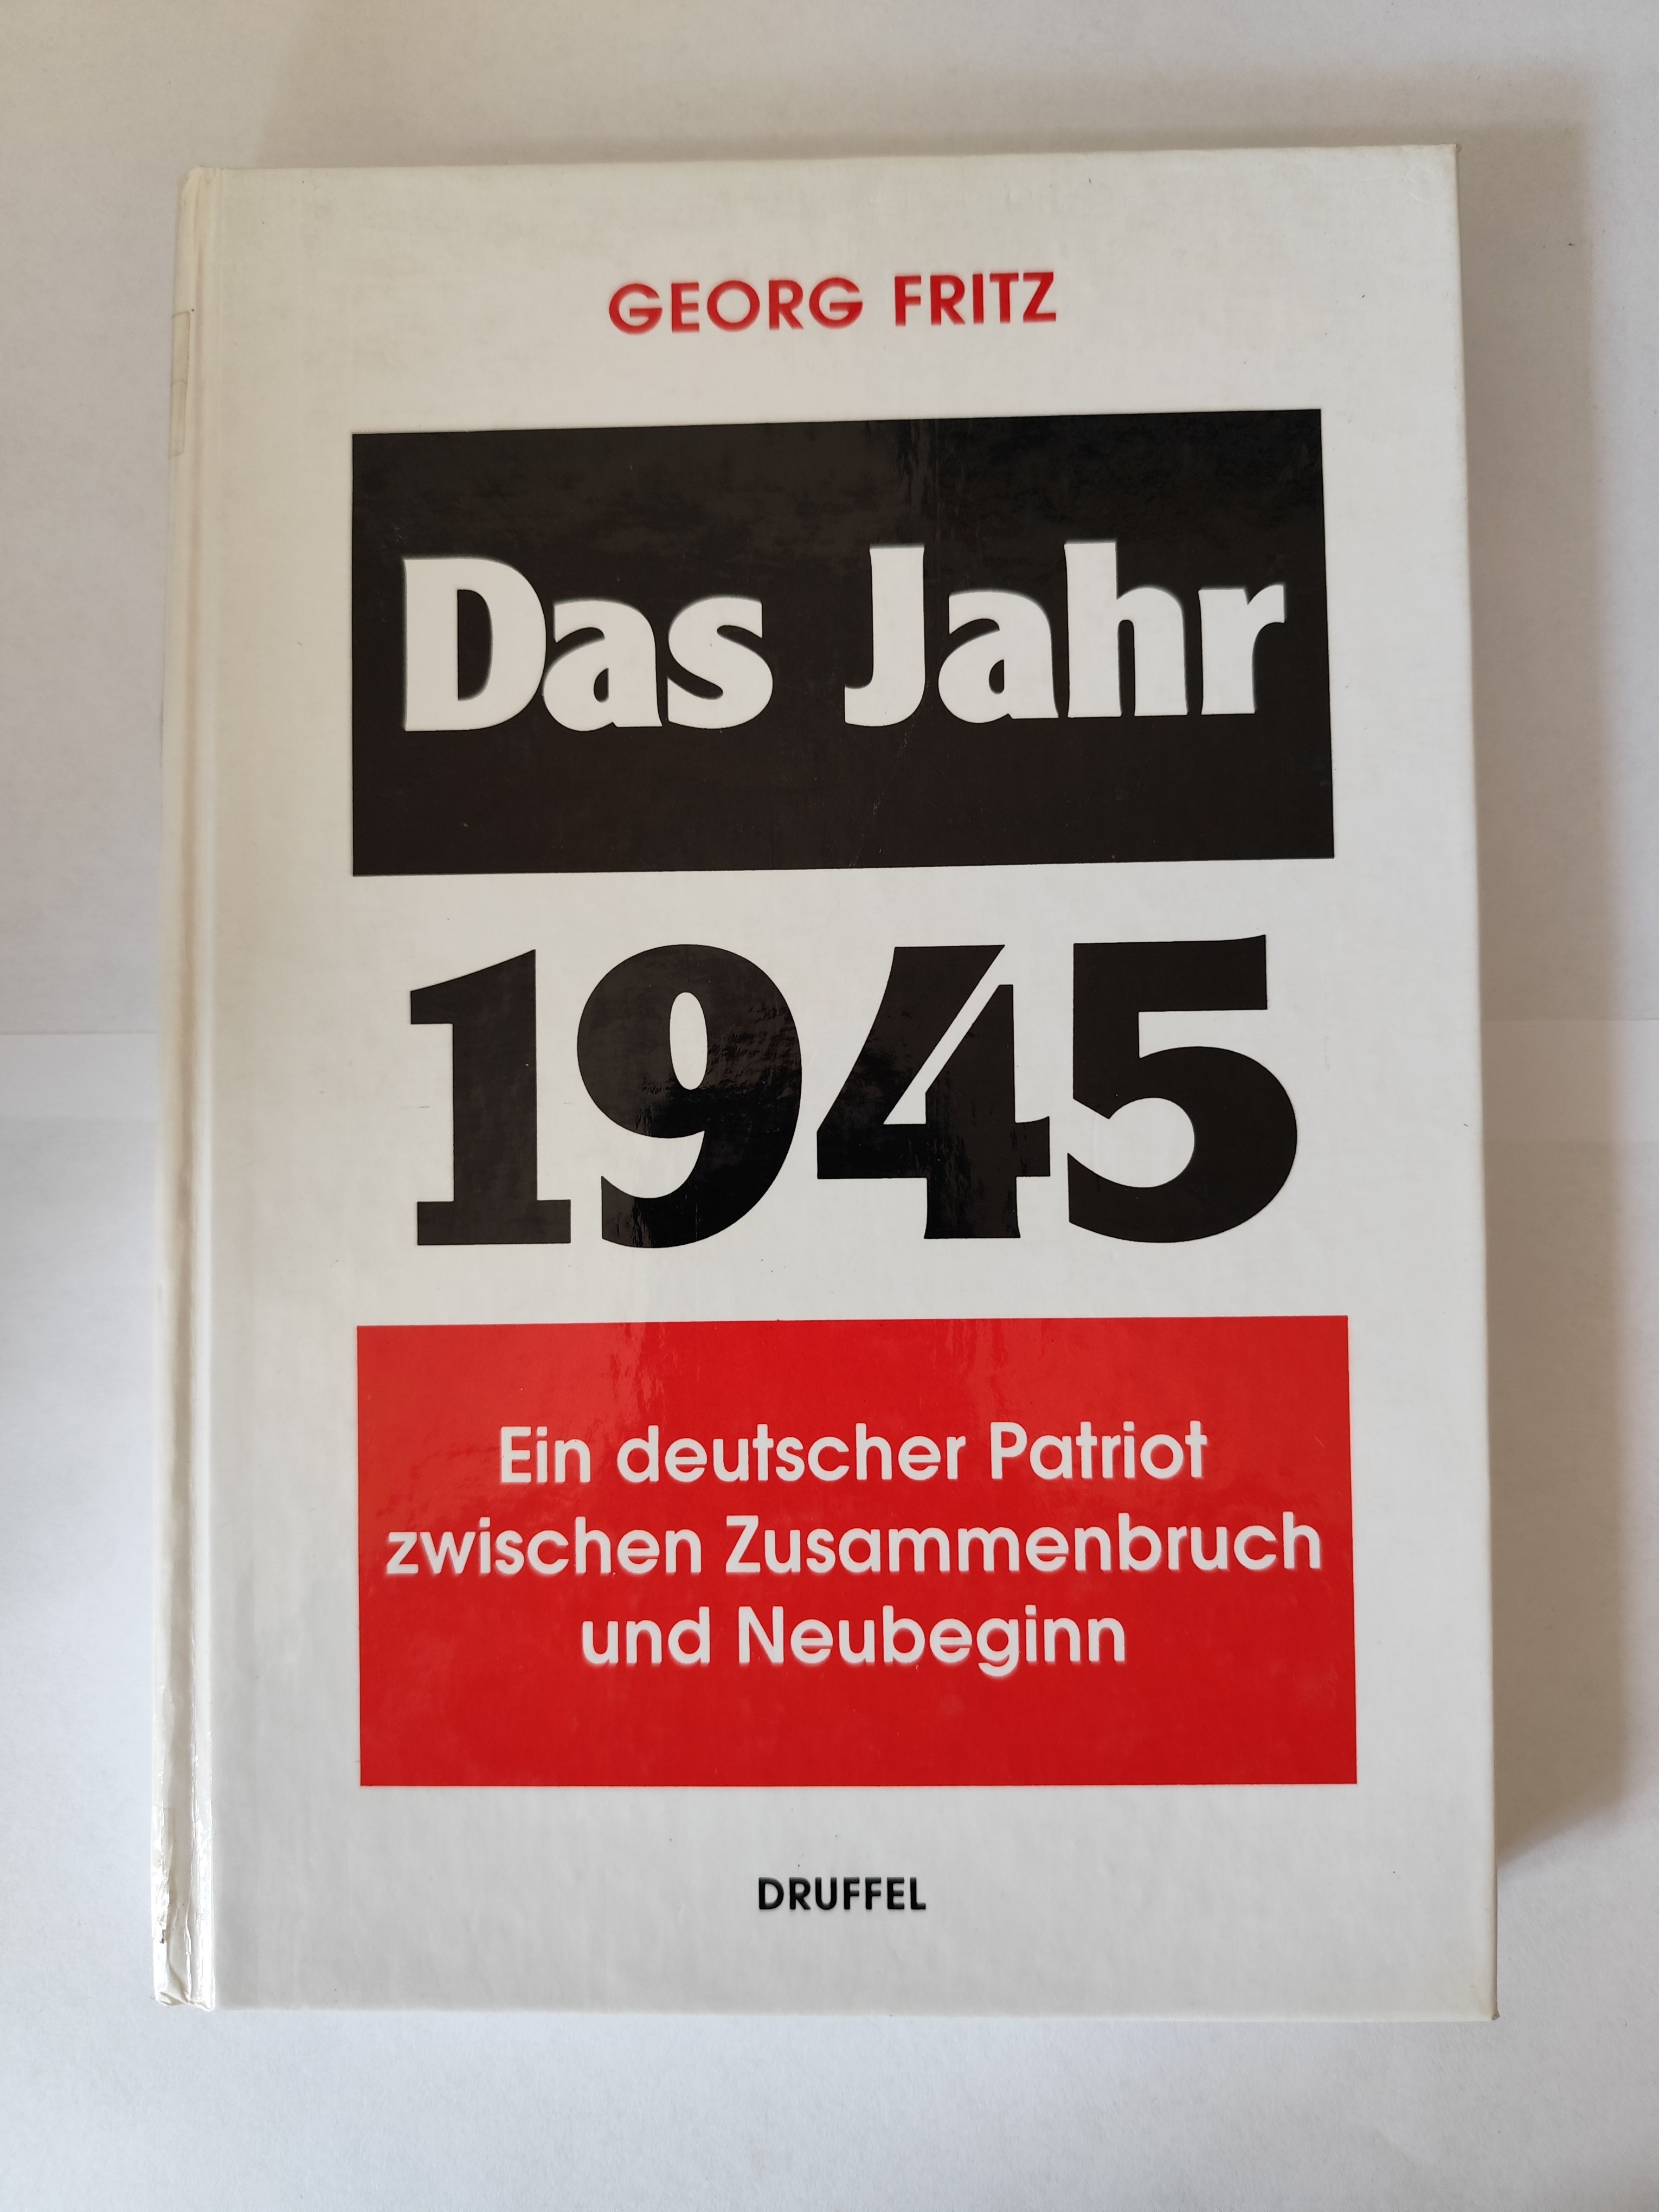 GEORG FRITZ
Das Jahr
1945
Ein deutscher Patriot
zwischen Zusammenbruch
und Neubeginn
DRUFFEL